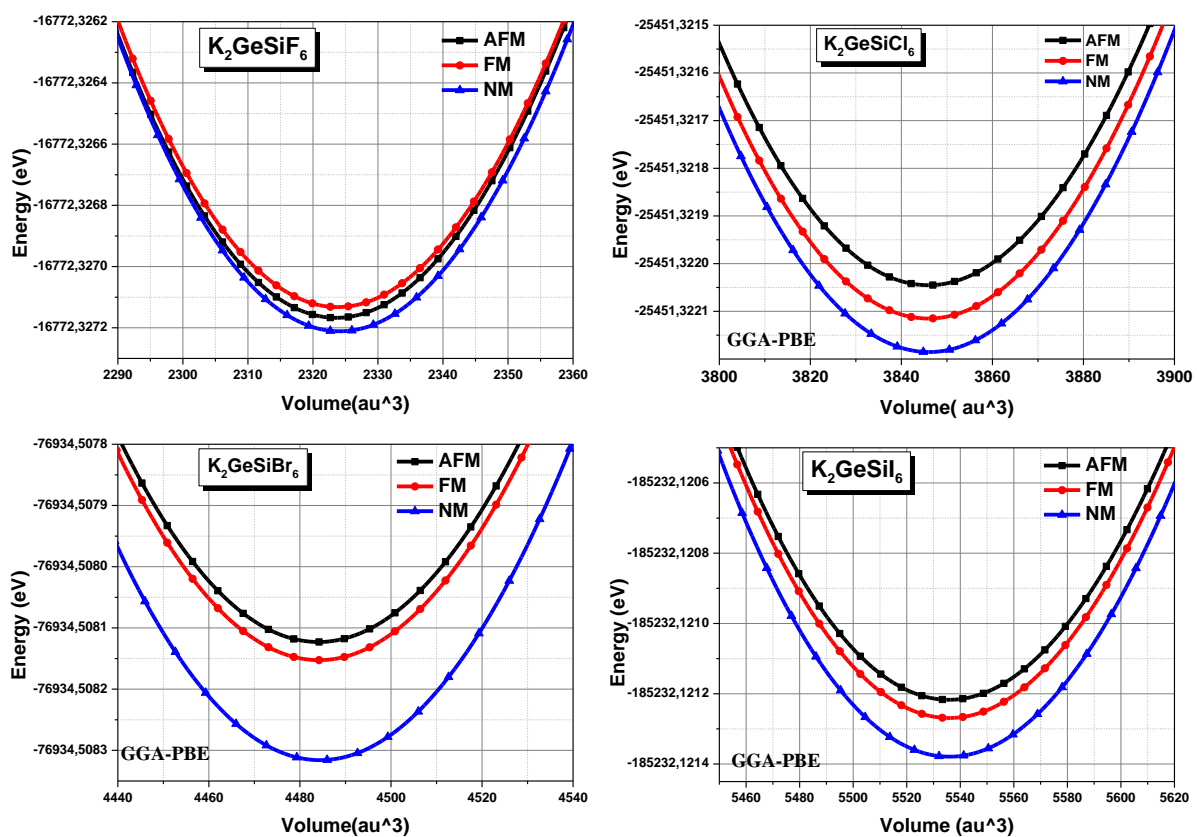 K2GeSiF6
AFM
FM
NM
Energy (eV)
-16772,3262
-16772,3264
-16772,3266
-16772,3268
-16772,3270
-16772,3272
2290 2300 2310 2320 2330 2340 2350 2360
Volume(au^3)
K2GeSiCl6
AFM
FM
NM
Energy (eV)
-25451,3215
-25451,3216
-25451,3217
-25451,3218
-25451,3219
-25451,3220
-25451,3221
GGA-PBE
3800 3820 3840 3860 3880 3900
Volume( au^3)
K2GeSiBr6
AFM
FM
NM
Energy (eV)
-76934,5078
-76934,5079
-76934,5080
-76934,5081
-76934,5082
-76934,5083
GGA-PBE
4440 4460 4480 4500 4520 4540
Volume(au^3)
K2GeSiI6
AFM
FM
NM
Energy (eV)
-185232,1206
-185232,1208
-185232,1210
-185232,1212
-185232,1214
GGA-PBE
5460 5480 5500 5520 5540 5560 5580 5600 5620
Volume (au^3)